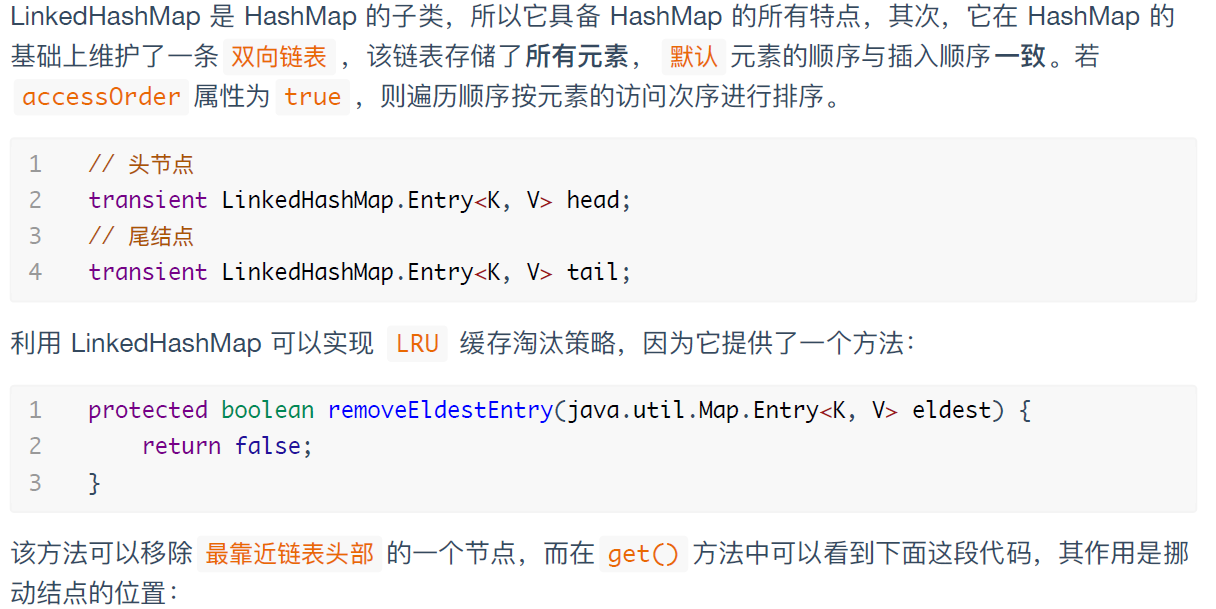 LinkedHashMap 是 HashMap 的子类，所以它具备 HashMap 的所有特点，其次，它在 HashMap 的
基础上维护了一条 双向链表 ，该链表存储了所有元素， 默认 元素的顺序与插入顺序一致。若
accessOrder 属性为 true ，则遍历顺序按元素的访问次序进行排序。
1 // 头节点
2 transient LinkedHashMap.Entry<K, V> head;
3 // 尾结点
4 transient LinkedHashMap.Entry<K, V> tail;
利用 LinkedHashMap 可以实现 LRU 缓存淘汰策略，因为它提供了一个方法：
1 protected boolean removeEldestEntry(java.util.Map.Entry<K, V> eldest) {
2     return false;
3 }
该方法可以移除 最靠近链表头部 的一个节点，而在 get() 方法中可以看到下面这段代码，其作用是挪
动结点的位置：